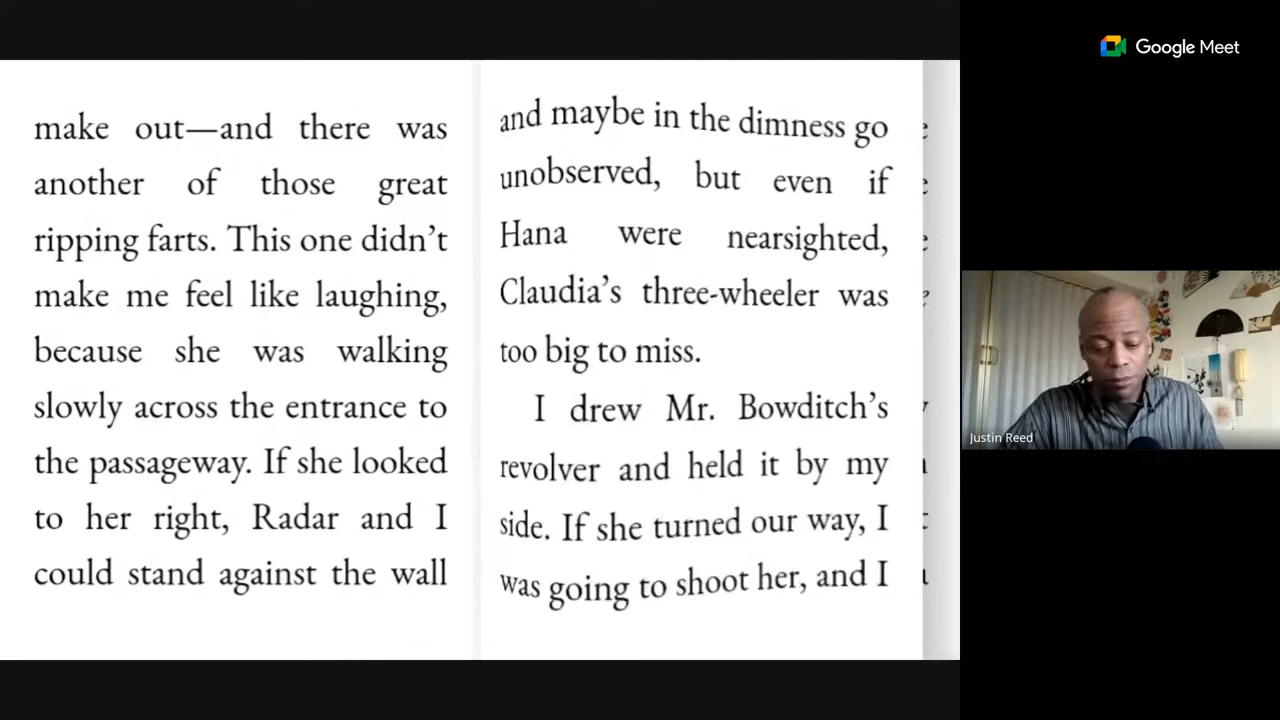 make out—and there was
another of those great
ripping farts. This one didn’t
make me feel like laughing,
because she was walking
slowly across the entrance to
the passageway. If she looked
to her right, Radar and I
could stand against the wall
and maybe in the dimness go
unobserved, but even if
Hana were nearsighted,
Claudia’s three-wheeler was
too big to miss.
I drew Mr. Bowditch’s
revolver and held it by my
side. If she turned our way, I
was going to shoot her, and I
Google Meet
Justin Reed